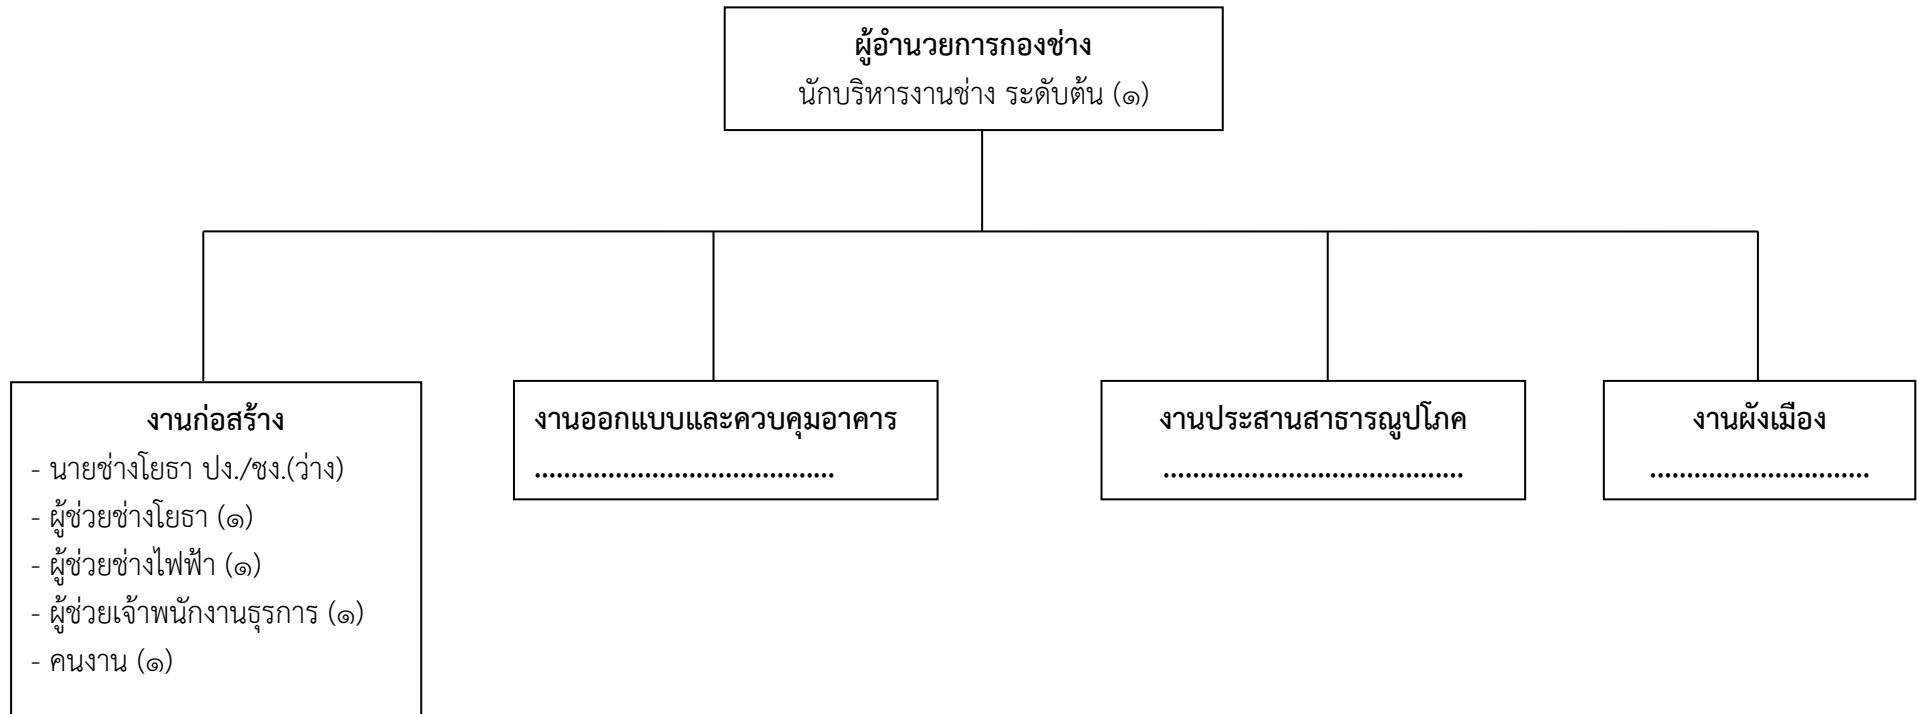 ผู้อำนวยการกองช่าง
นักบริหารงานช่าง ระดับต้น (๑)
งานก่อสร้าง
- นายช่างโยธา ปง./ชง.(ว่าง)
- ผู้ช่วยช่างโยธา (๑)
- ผู้ช่วยช่างไฟฟ้า (๑)
- ผู้ช่วยเจ้าพนักงานธุรการ (๑)
- คนงาน (๑)
งานออกแบบและควบคุมอาคาร
.........................................
งานประสานสาธารณูปโภค
.........................................
งานผังเมือง
..............................